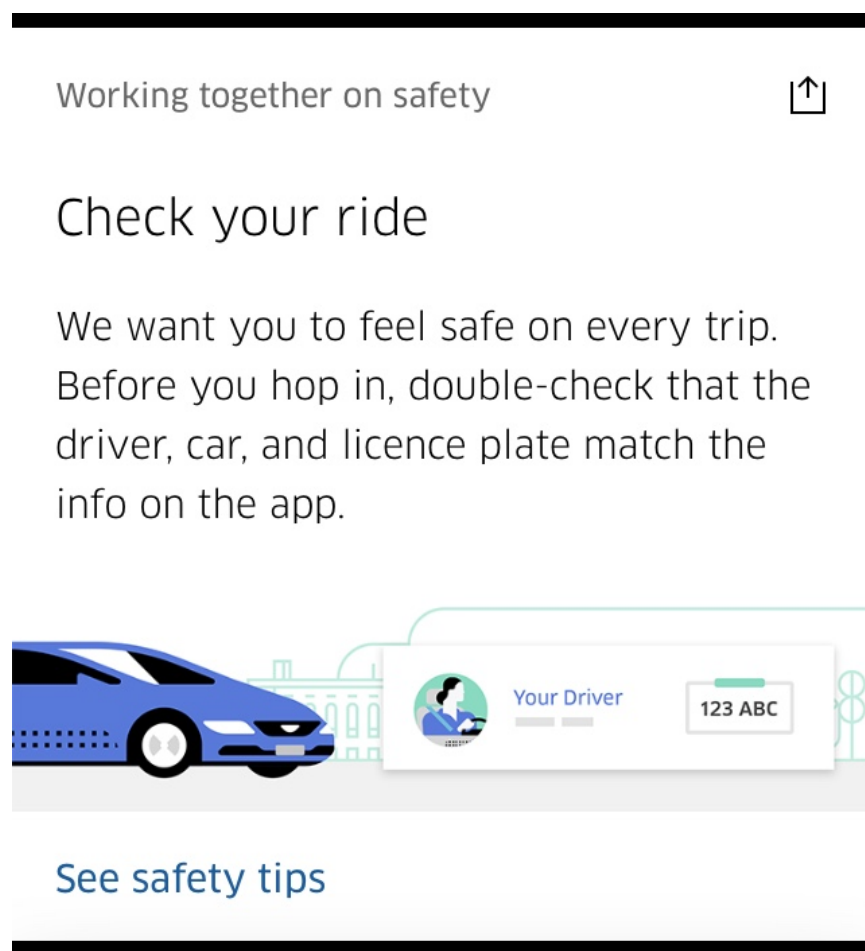 Working together on safety
Check your ride
We want you to feel safe on every trip.
Before you hop in, double-check that the
driver, car, and licence plate match the
info on the app.
Your Driver
123 ABC
See safety tips